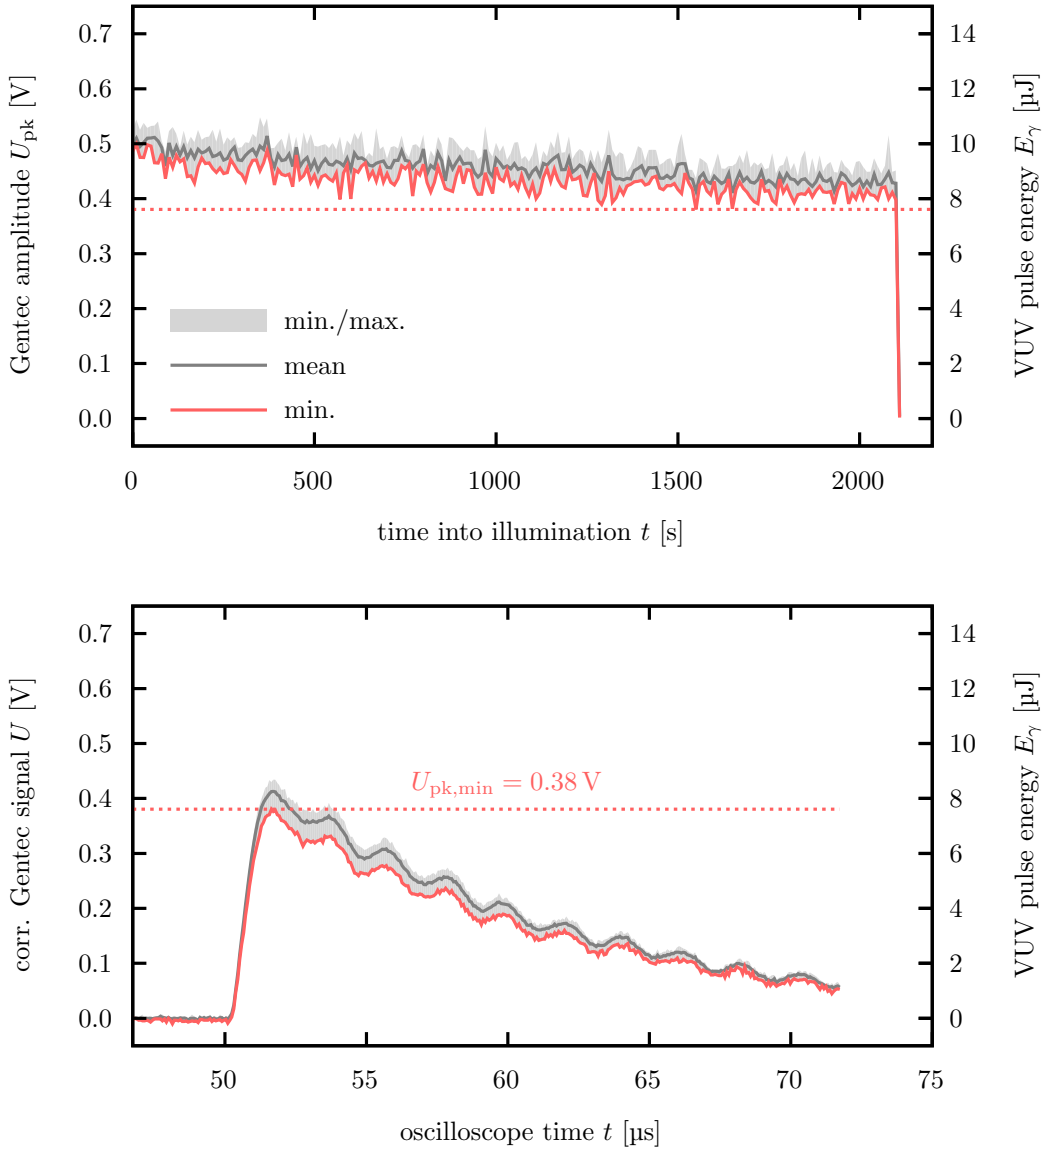 0.7
0.6
0.5
0.4
0.3
0.2
0.1
0.0
Gentec amplitude Upk [V]
14
12
10
8
6
4
2
0
VUV pulse energy Eγ [µJ]
min./max.
mean
min.
0 500 1000 1500 2000
time into illumination t [s]
0.7
0.6
0.5
0.4
0.3
0.2
0.1
0.0
corr. Gentec signal U [V]
14
12
10
8
6
4
2
0
VUV pulse energy Eγ [µJ]
Upk,min = 0.38 V
50 55 60 65 70 75
oscilloscope time t [µs]